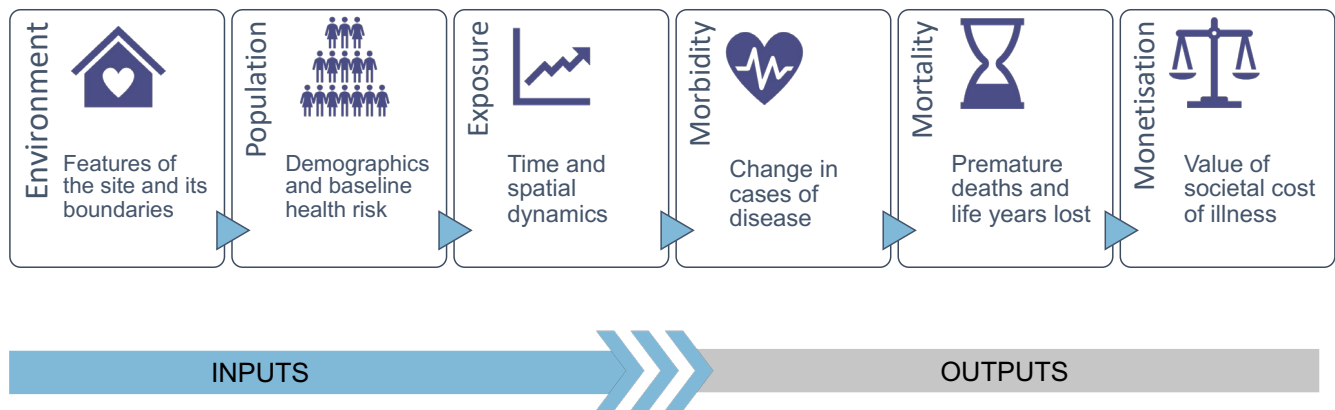 Environment
Features of
the site and its
boundaries
Population
Demographics
and baseline
health risk
Exposure
Time and
spatial
dynamics
Morbidity
Change in
cases of
disease
Mortality
Premature
deaths and
life years lost
Monetisation
Value of
societal cost
of illness
INPUTS
OUTPUTS